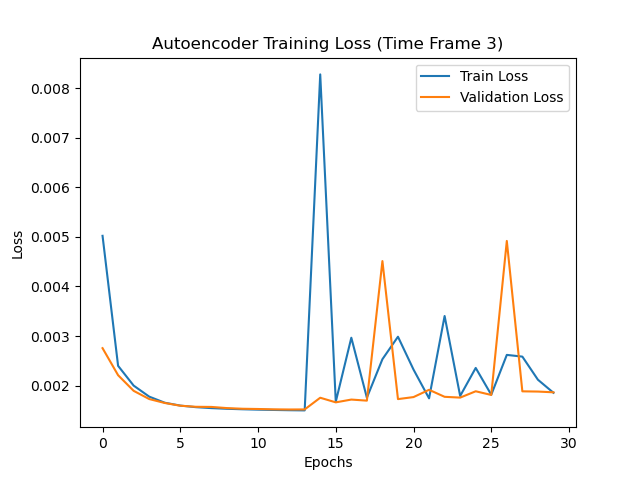 Autoencoder Training Loss (Time Frame 3)
Train Loss
Validation Loss
0.008
0.007
0.006
0.005
0.004
0.003
0.002
Loss
0 5 10 15 20 25 30
Epochs